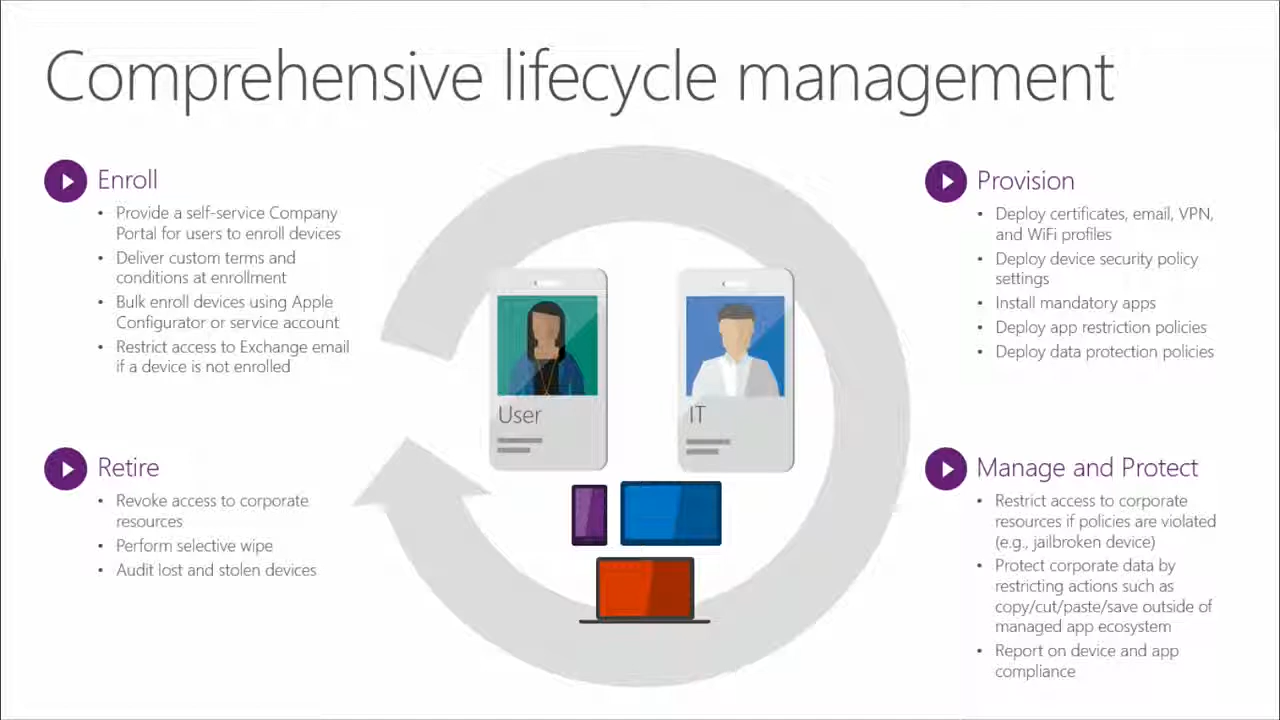 Comprehensive lifecycle management
Enroll
• Provide a self-service Company
Portal for users to enroll devices
• Deliver custom terms and
conditions at enrollment
• Bulk enroll devices using Apple
Configurator or service account
• Restrict access to Exchange email
if a device is not enrolled
Provision
• Deploy certificates, email, VPN,
and WiFi profiles
• Deploy device security policy
settings
• Install mandatory apps
• Deploy app restriction policies
• Deploy data protection policies
User
IT
Retire
• Revoke access to corporate
resources
• Perform selective wipe
• Audit lost and stolen devices
Manage and Protect
• Restrict access to corporate
resources if policies are violated
(e.g., jailbroken device)
• Protect corporate data by
restricting actions such as
copy/cut/paste/save outside of
managed app ecosystem
• Report on device and app
compliance